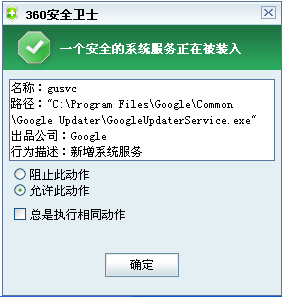 360安全卫士
一个安全的系统服务正在被装入
名称：gusvc
路径："C:\Program Files\Google\Common
\Google Updater\GoogleUpdaterService.exe"
出品公司：Google
行为描述：新增系统服务
阻止此动作
允许此动作
总是执行相同动作
确定